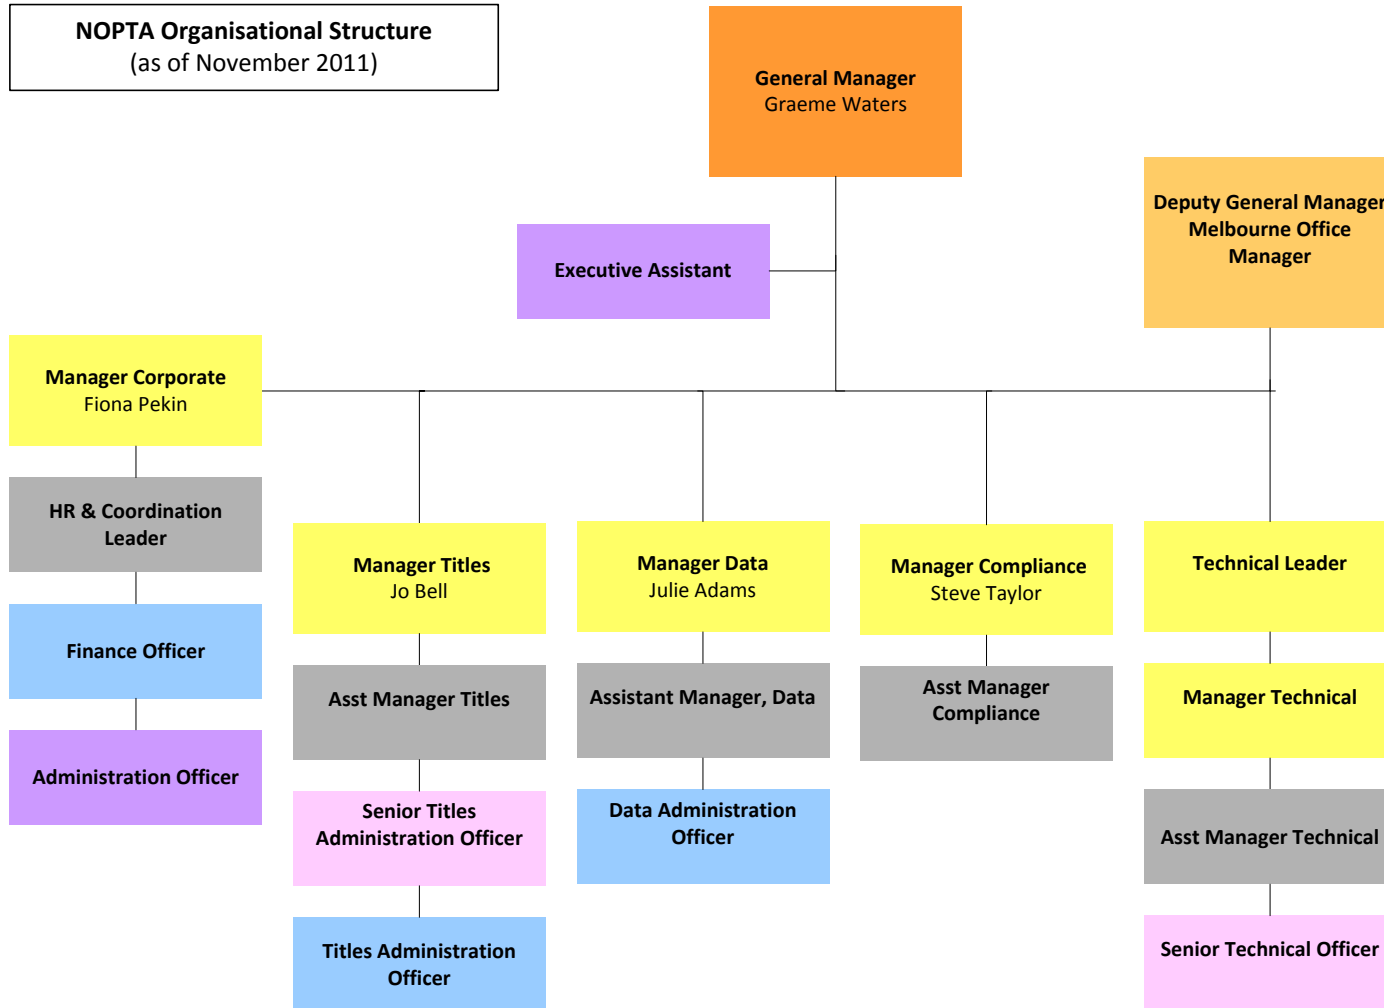 NOPTA Organisational Structure
(as of November 2011)
General Manager
Graeme Waters
Deputy General Manager
Melbourne Office
Manager
Executive Assistant
Manager Corporate
Fiona Pekin
HR & Coordination
Leader
Finance Officer
Administration Officer
Manager Titles
Jo Bell
Asst Manager Titles
Senior Titles
Administration Officer
Titles Administration
Officer
Manager Data
Julie Adams
Assistant Manager, Data
Data Administration
Officer
Manager Compliance
Steve Taylor
Asst Manager
Compliance
Technical Leader
Manager Technical
Asst Manager Technical
Senior Technical Officer